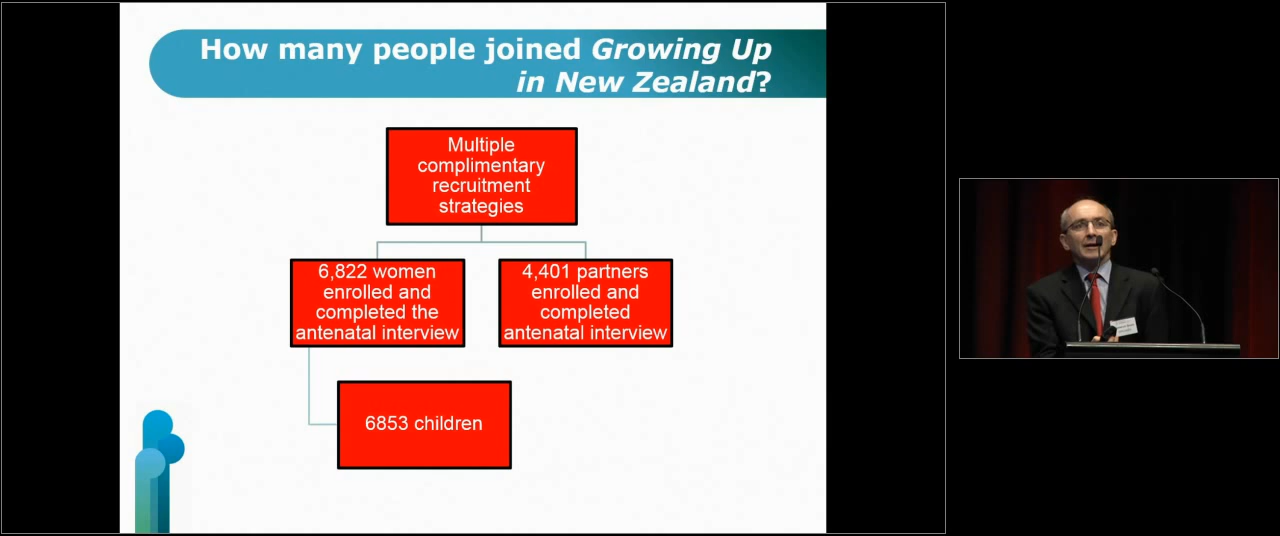 How many people joined Growing Up
in New Zealand?
Multiple
complimentary
recruitment
strategies
6,822 women
enrolled and
completed the
antenatal interview
4,401 partners
enrolled and
completed
antenatal interview
6853 children